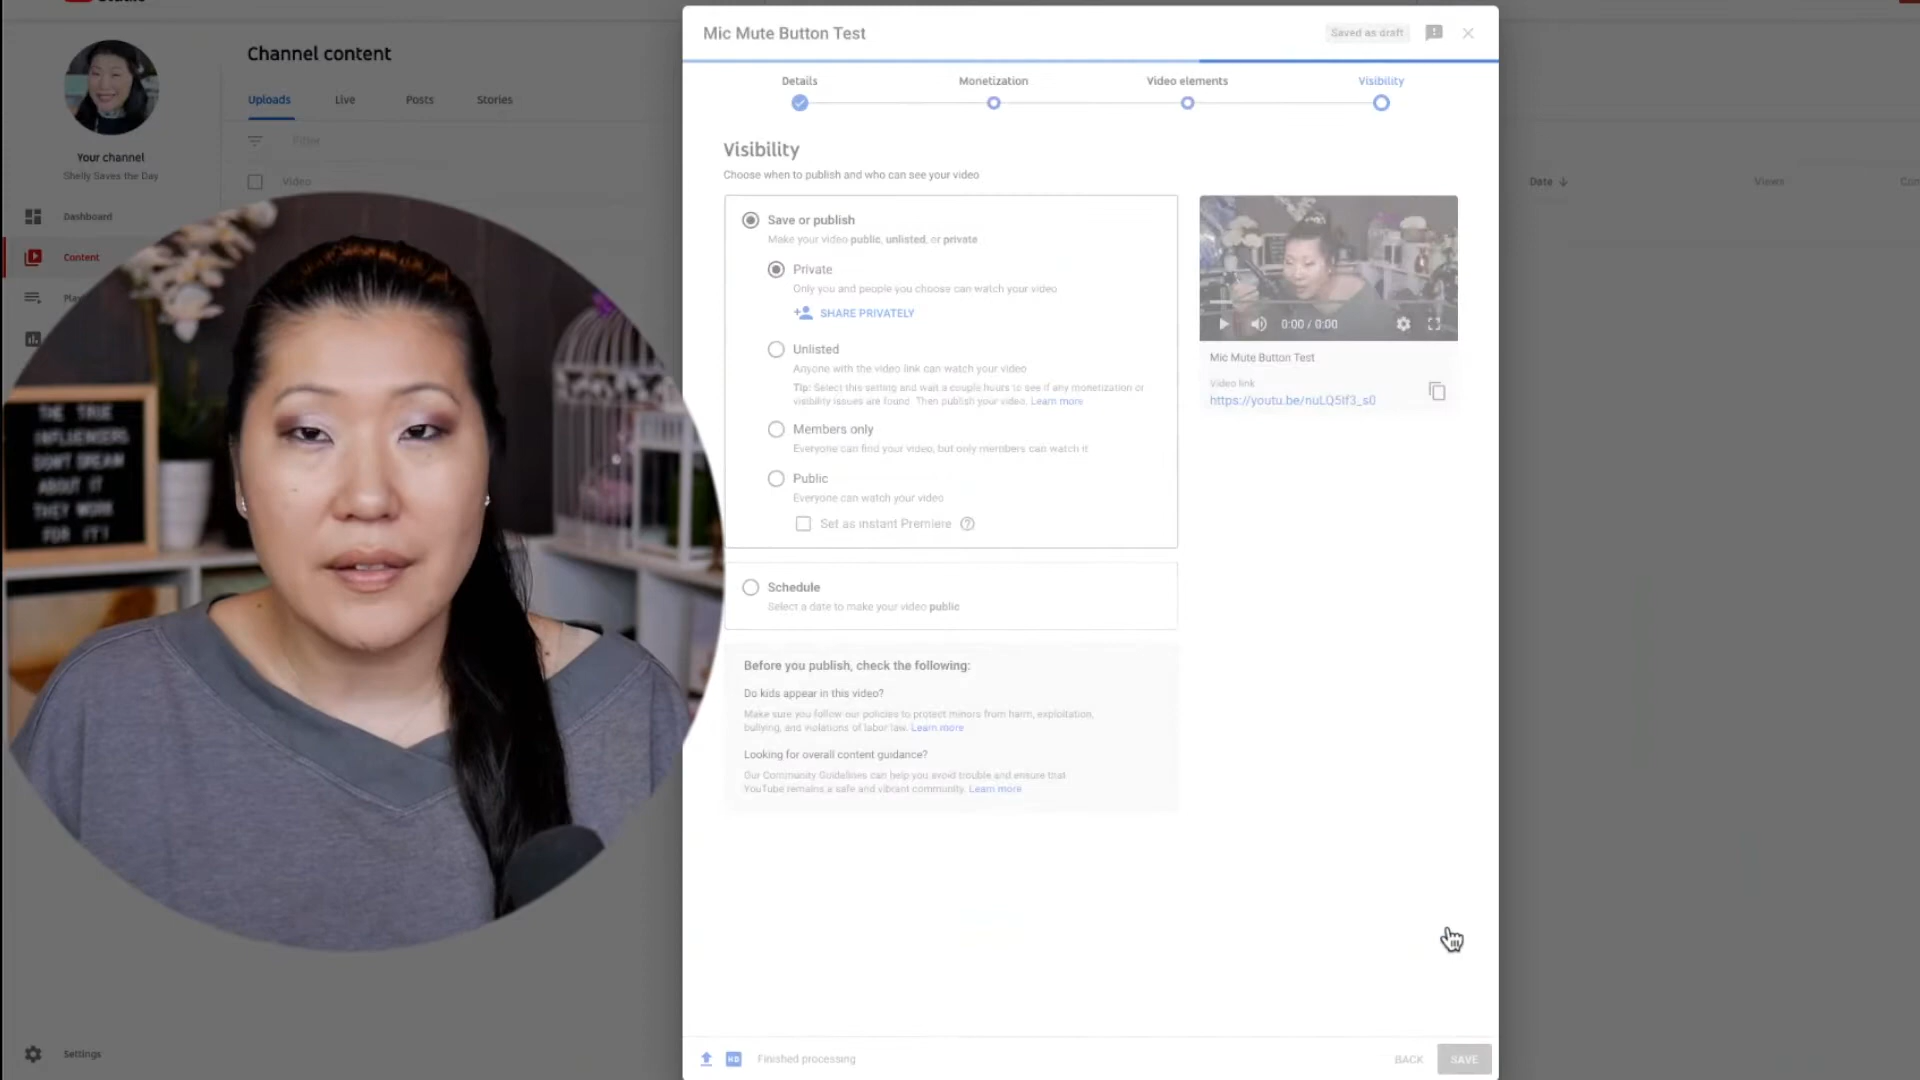 Studio
Mic Mute Button Test
Saved as draft
Channel content
Details
Monetization
Video elements
Visibility
Uploads
Live
Posts
Stories
Filter
Visibility
Your channel
Shelly Saves the Day
Choose when to publish and who can see your video
Video
Date
Views
Dashboard
Save or publish
Make your video public, unlisted, or private
Content
Private
Only you and people you choose can watch your video
SHARE PRIVATELY
0:00 / 0:00
Unlisted
Anyone with the video link can watch your video
Tip: Select this setting and wait a couple hours to see if any monetization or
visibility issues are found. Then publish your video. Learn more
Mic Mute Button Test
Video link
https://youtu.be/nuLQ5tf3_s0
Members only
Everyone can find your video, but only members can watch it
Public
Everyone can watch your video
Set as instant Premiere
THE TRUE
INFLUENCERS
DON'T DREAM
ABOUT IT
THEY WORK
FOR IT!
Schedule
Select a date to make your video public
Before you publish, check the following:
Do kids appear in this video?
Make sure you follow our policies to protect minors from harm, exploitation,
bullying, and violations of labor law. Learn more
Looking for overall content guidance?
Our Community Guidelines can help you avoid trouble and ensure that
YouTube remains a safe and vibrant community. Learn more
Settings
HD
Finished processing
BACK
SAVE